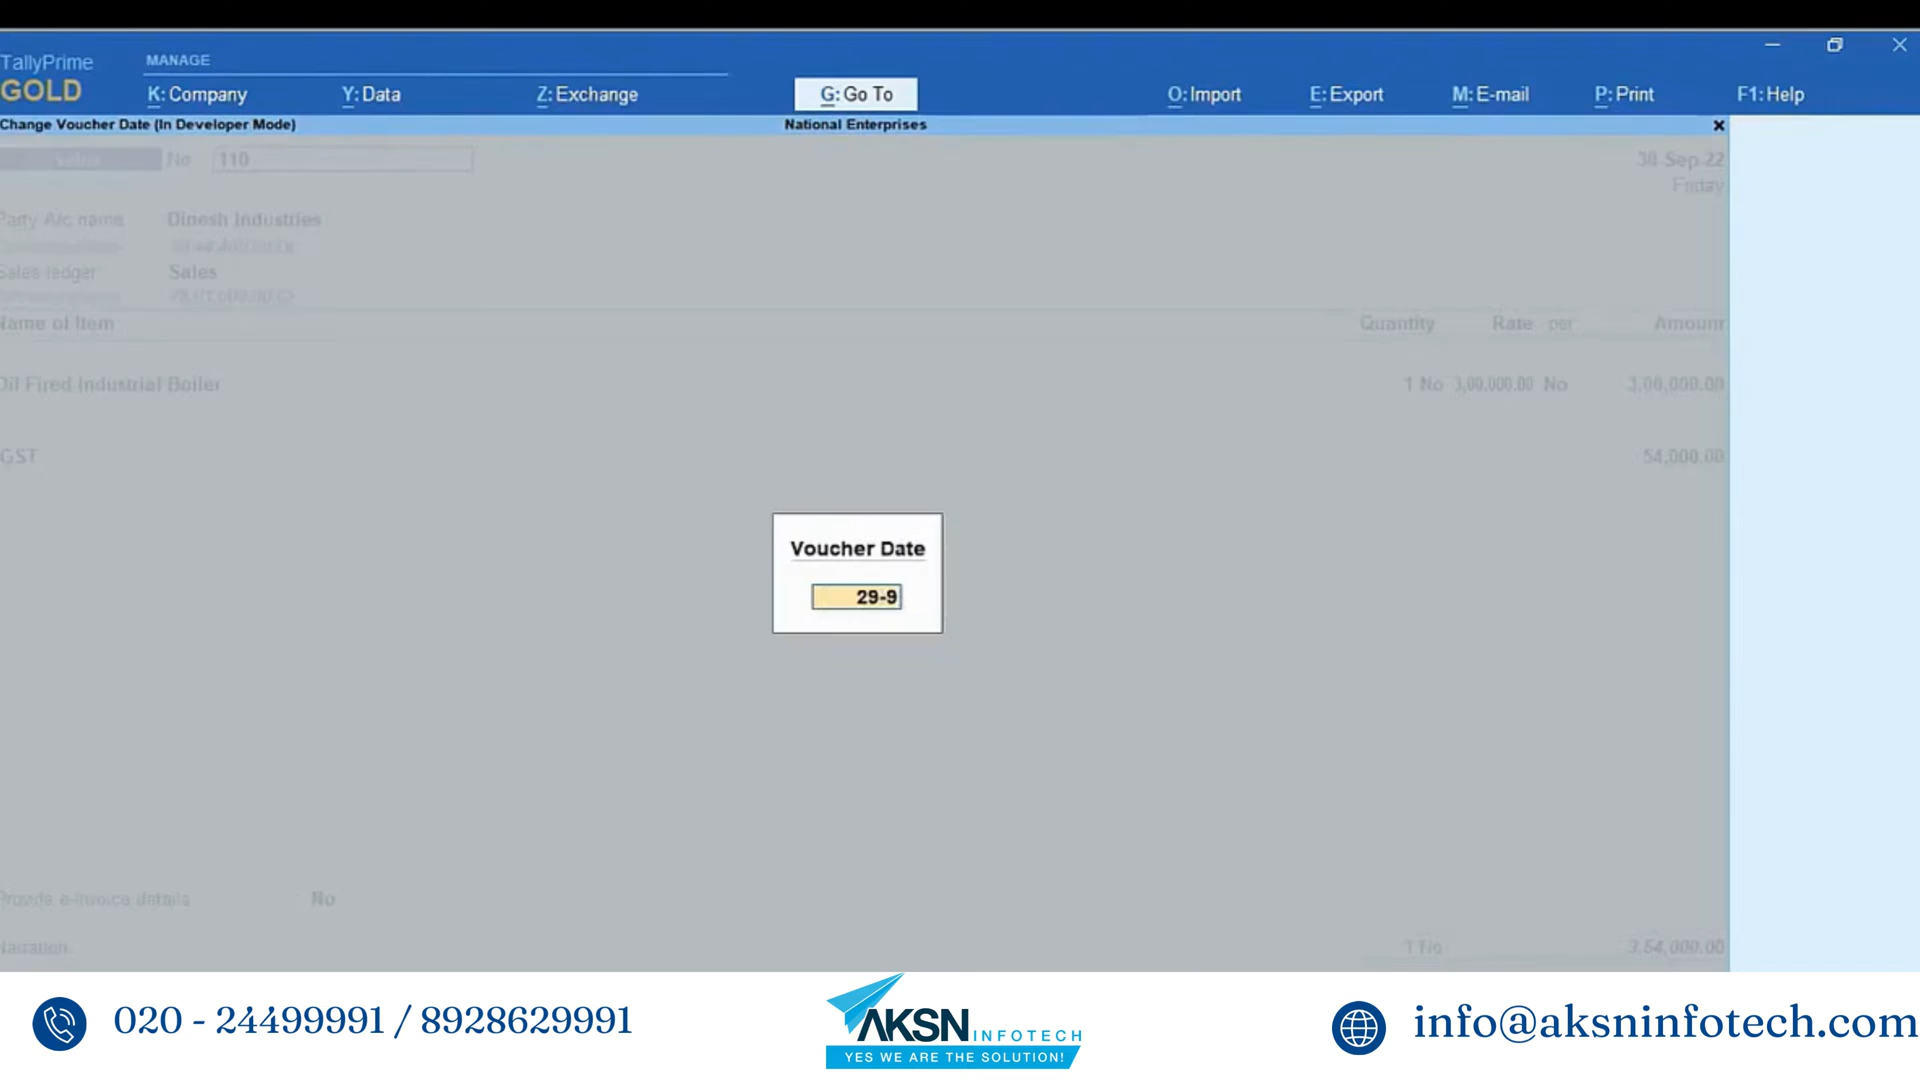 TallyPrime
GOLD
MANAGE
K: Company
Y: Data
Z: Exchange
G: Go To
O: Import
E: Export
M: E-mail
P: Print
F1: Help
Change Voucher Date (In Developer Mode)
National Enterprises
No 110
30 Sep 22
Friday
Party A/c name Dinesh Industries
Sales ledger Sales
Name of Item Quantity Rate per Amount
Oil Fired Industrial Boiler 1 No 3,00,000.00 No 3,00,000.00
GST 54,000.00
Voucher Date
29-9
Provide e-Invoice details No
Narration 1 No 3,54,000.00
020 - 24499991 / 8928629991
AKSN INFOTECH
YES WE ARE THE SOLUTION!
info@aksninfotech.com